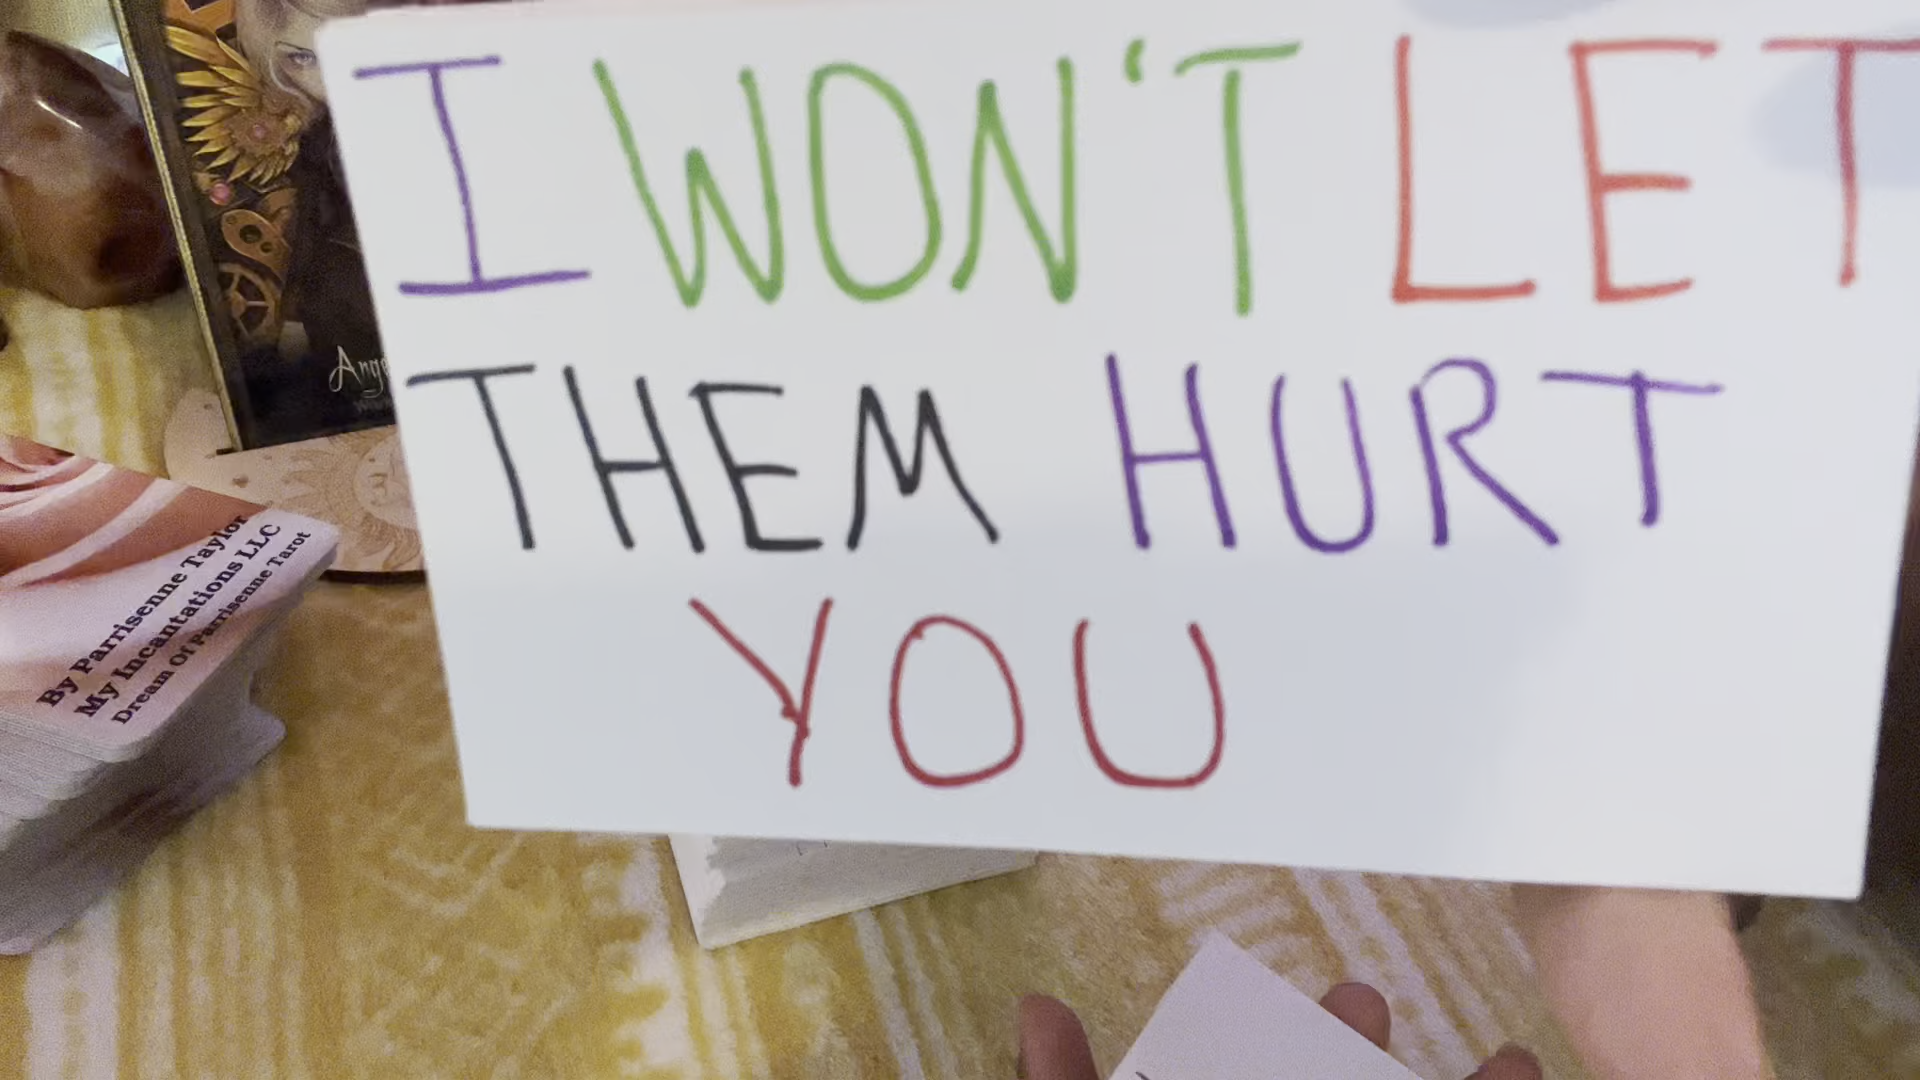 I WON'T LET
THEM HURT
YOU
By Parrisenne Taylor
My Incantations LLC
Dream Of Parrisenne Tarot